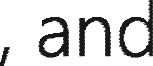 , and